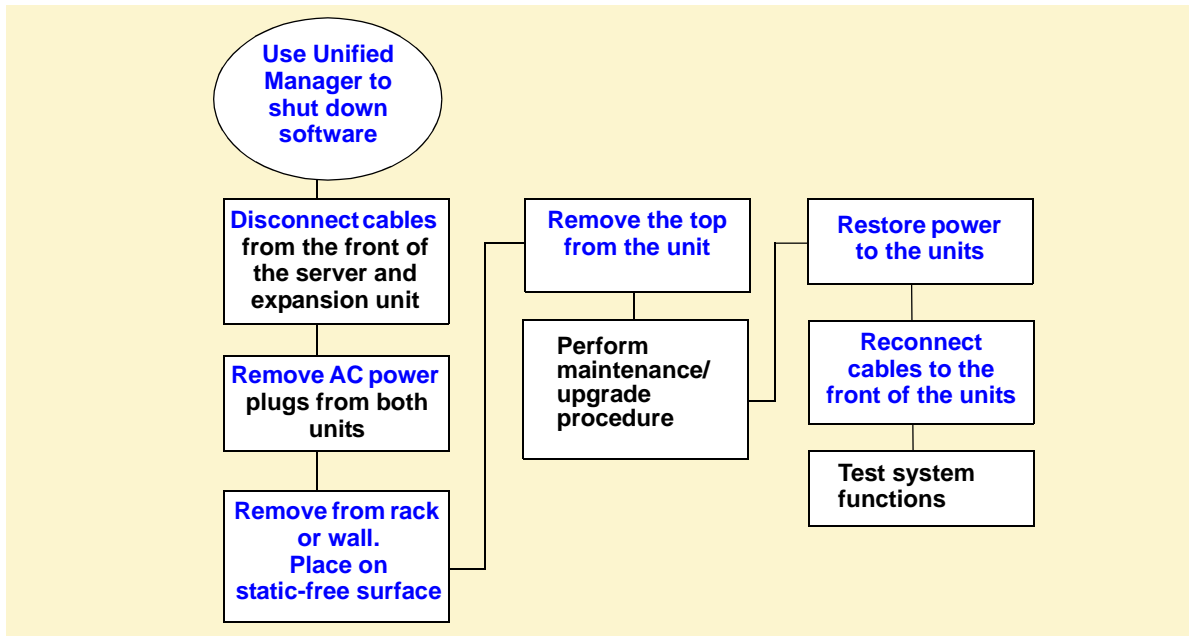 Use Unified
Manager to
shut down
software
Disconnect cables
from the front of
the server and
expansion unit
Remove AC power
plugs from both
units
Remove from rack
or wall.
Place on
static-free surface
Remove the top
from the unit
Perform
maintenance/
upgrade
procedure
Restore power
to the units
Reconnect
cables to the
front of the units
Test system
functions